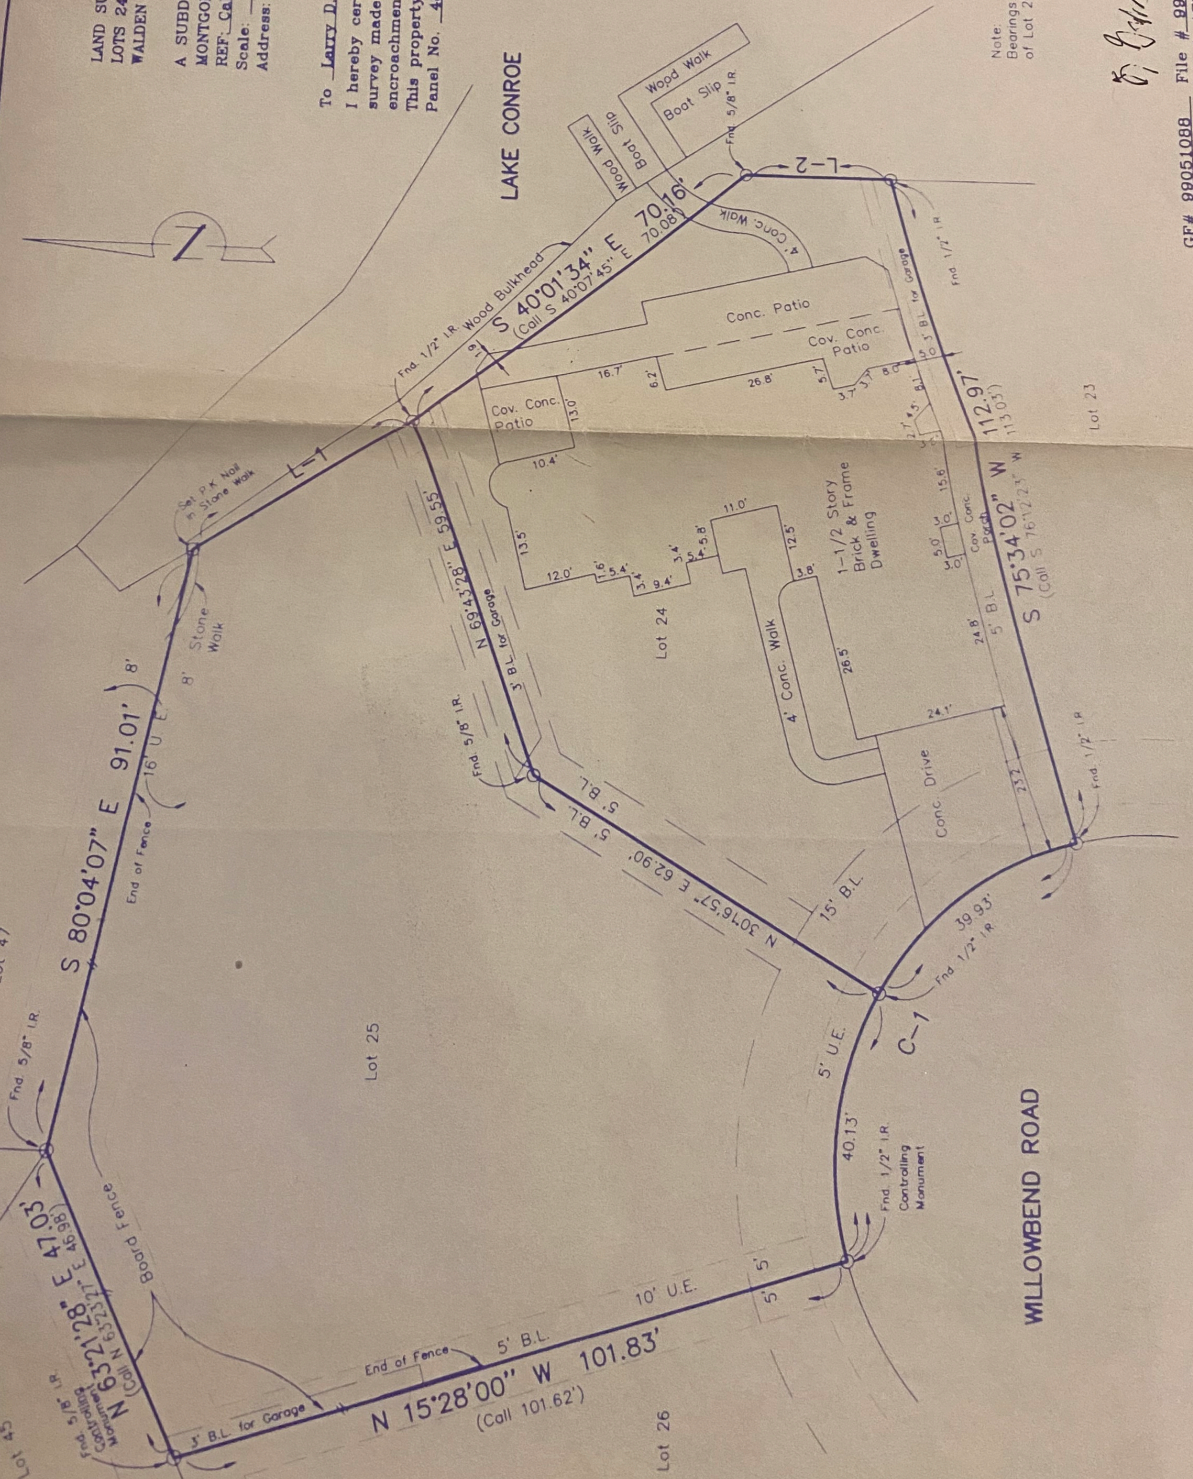 LAND SU
LOTS 24
WALDEN
A SUBD
MONTGO
REF: Ca
Scale:
Address:
To Larry D.
I hereby cer
survey made
encroachmen
This property
Panel No. 4
Note:
Bearings
of Lot 2
GF# 99051088 File # 99
LAKE CONROE
N
Wood Walk
Boat Slip
Boat Slip
Wood Walk
Fnd. 5/8" I.R.
L-2
4' Conc. Walk
S 40°01'34" E 70.16'
(Call S 40°07'45" E 70.08')
Wood Bulkhead
Fnd. 1/2" I.R.
Fnd. 1/2" I.R.
L-1
Set P.K. Nail
in Stone Walk
8' Stone
Walk
S 80°04'07" E 91.01'
8'
16' U.E.
End of Fence
Fnd. 5/8" I.R.
N 63°21'28" E 47.03'
(Call N 63°23'27" E 46.98')
Fnd. 5/8" I.R.
Controlling
Monument
Lot 45
Board Fence
3' B.L. for Garage
End of Fence
5' B.L.
10' U.E.
5'
5'
N 15°28'00" W 101.83'
(Call 101.62')
Lot 26
Lot 25
Fnd. 1/2" I.R.
Controlling
Monument
40.13'
5' U.E.
C-1
39.93'
Fnd. 1/2" I.R.
WILLOWBEND ROAD
N 30°16'57" E 62.90'
5' B.L.
5' B.L.
15' B.L.
Fnd. 5/8" I.R.
N 69°43'28" E 59.55'
3' B.L. for Garage
Lot 24
Conc. Patio
Cov. Conc.
Patio
Cov. Conc.
Patio
16.7'
6.2'
26.8'
5.7'
3.7'
3.7'
8.0'
13.0'
10.4'
13.5'
12.0'
1.6'
5.4'
3.4'
9.4'
3.4'
5.8'
11.0'
12.5'
3.8'
26.5'
24.1'
23.2'
24.8'
5.0'
15.6'
1-1/2 Story
Brick & Frame
Dwelling
4' Conc. Walk
Conc. Drive
Cov. Conc.
Porch
5' B.L.
3' B.L. for Garage
S 75°34'02" W 112.97'
(Call S 76°12'23" W 113.03')
Fnd. 1/2" I.R.
Lot 23